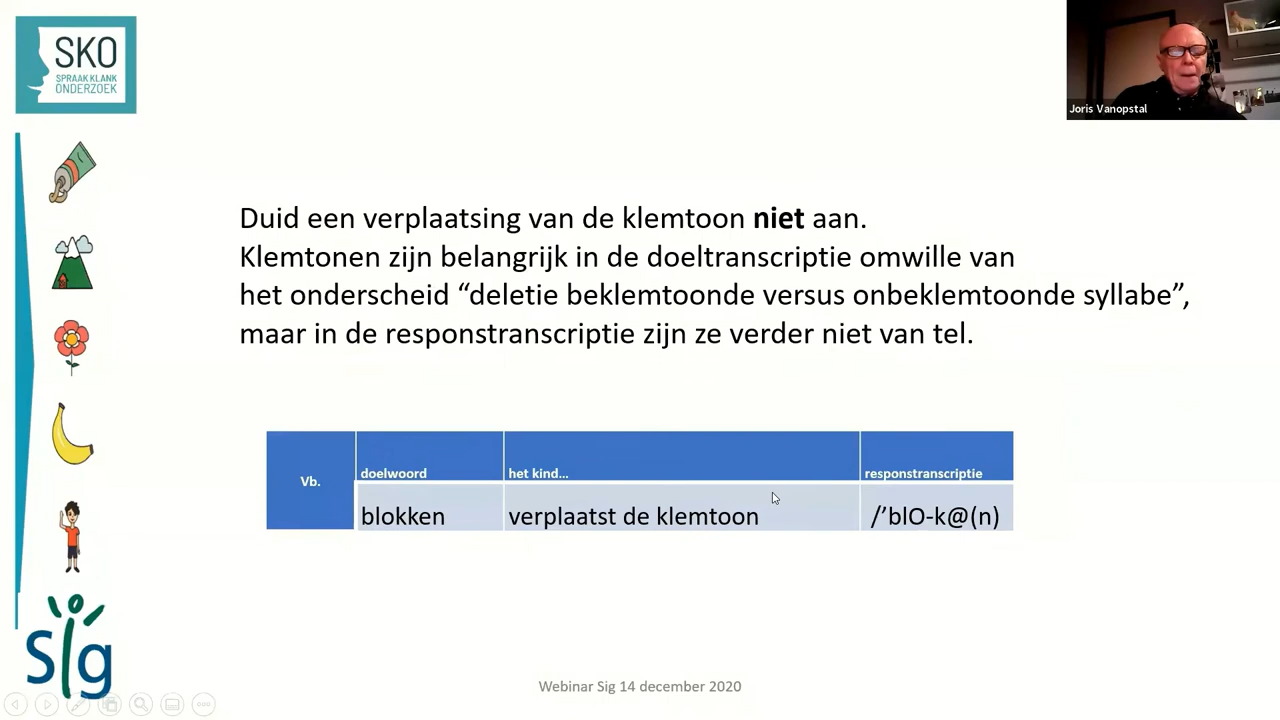 SKO
SPRAAK KLANK
ONDERZOEK
Joris Vanopstal
Duid een verplaatsing van de klemtoon niet aan.
Klemtonen zijn belangrijk in de doeltranscriptie omwille van
het onderscheid “deletie beklemtoonde versus onbeklemtoonde syllabe”,
maar in de responstranscriptie zijn ze verder niet van tel.
Vb.
doelwoord
het kind...
responstranscriptie
blokken
verplaatst de klemtoon
/’blO-k@(n)
Sig
Webinar Sig 14 december 2020